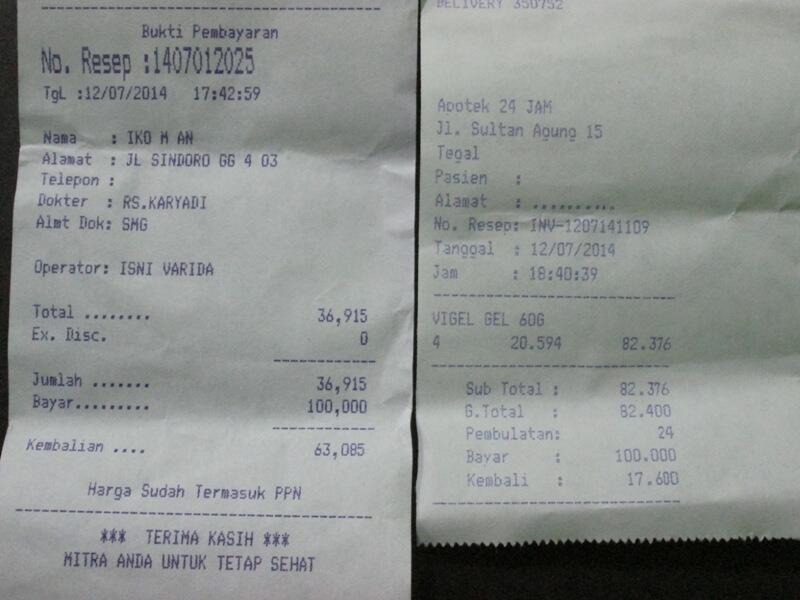 Bukti Pembayaran
No. Resep :1407012025
TgL :12/07/2014 17:42:59
Nama : IKO M AN
Alamat : JL SINDORO GG 4 03
Telepon :
Dokter : RS.KARYADI
Almt Dok: SMG
Operator: ISNI VARIDA
Total ........ 36,915
Ex. Disc. 0
Jumlah ....... 36,915
Bayar......... 100,000
Kembalian .... 63,085
Harga Sudah Termasuk PPN
*** TERIMA KASIH ***
MITRA ANDA UNTUK TETAP SEHAT
DELIVERY 350752
Apotek 24 JAM
Jl. Sultan Agung 15
Tegal
Pasien :
Alamat : ..........
No. Resep: INV-1207141109
Tanggal : 12/07/2014
Jam : 18:40:39
VIGEL GEL 60G
4 20.594 82.376
Sub Total : 82.376
G.Total : 82.400
Pembulatan: 24
Bayar : 100.000
Kembali : 17.600